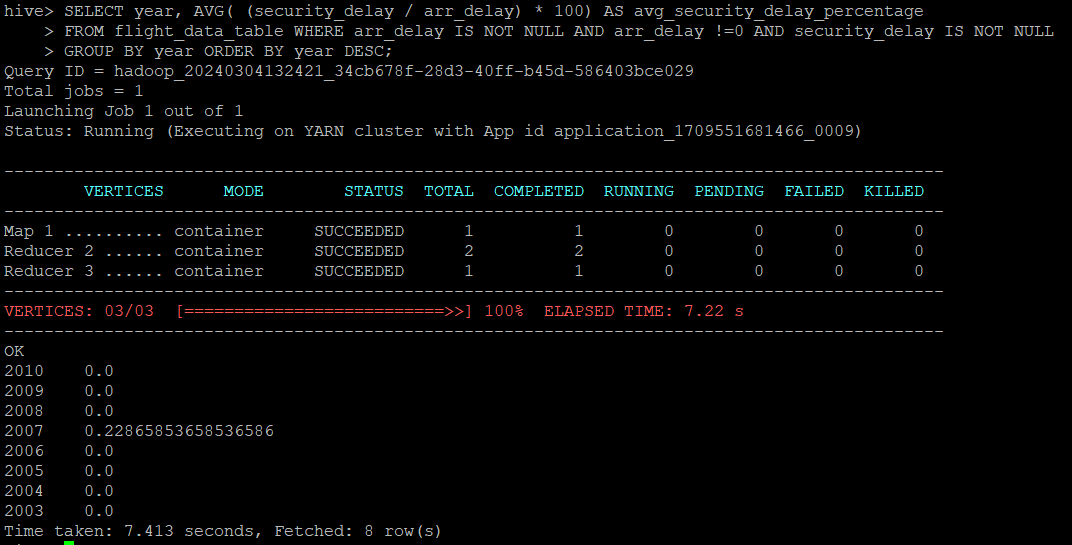 hive> SELECT year, AVG( (security_delay / arr_delay) * 100) AS avg_security_delay_percentage
    > FROM flight_data_table WHERE arr_delay IS NOT NULL AND arr_delay !=0 AND security_delay IS NOT NULL
    > GROUP BY year ORDER BY year DESC;
Query ID = hadoop_20240304132421_34cb678f-28d3-40ff-b45d-586403bce029
Total jobs = 1
Launching Job 1 out of 1
Status: Running (Executing on YARN cluster with App id application_1709551681466_0009)
----------------------------------------------------------------------------------------------
        VERTICES      MODE        STATUS  TOTAL  COMPLETED  RUNNING  PENDING  FAILED  KILLED
----------------------------------------------------------------------------------------------
Map 1 .......... container     SUCCEEDED      1          1        0        0       0       0
Reducer 2 ...... container     SUCCEEDED      2          2        0        0       0       0
Reducer 3 ...... container     SUCCEEDED      1          1        0        0       0       0
----------------------------------------------------------------------------------------------
VERTICES: 03/03  [==========================>>] 100%  ELAPSED TIME: 7.22 s
----------------------------------------------------------------------------------------------
OK
2010    0.0
2009    0.0
2008    0.0
2007    0.22865853658536586
2006    0.0
2005    0.0
2004    0.0
2003    0.0
Time taken: 7.413 seconds, Fetched: 8 row(s)